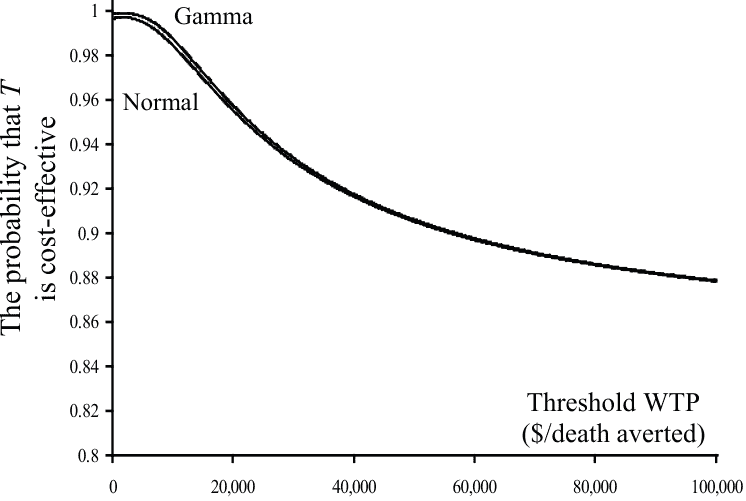 The probability that T
is cost-effective
1
0.98
0.96
0.94
0.92
0.9
0.88
0.86
0.84
0.82
0.8
Gamma
Normal
Threshold WTP
($/death averted)
0
20,000
40,000
60,000
80,000
100,000